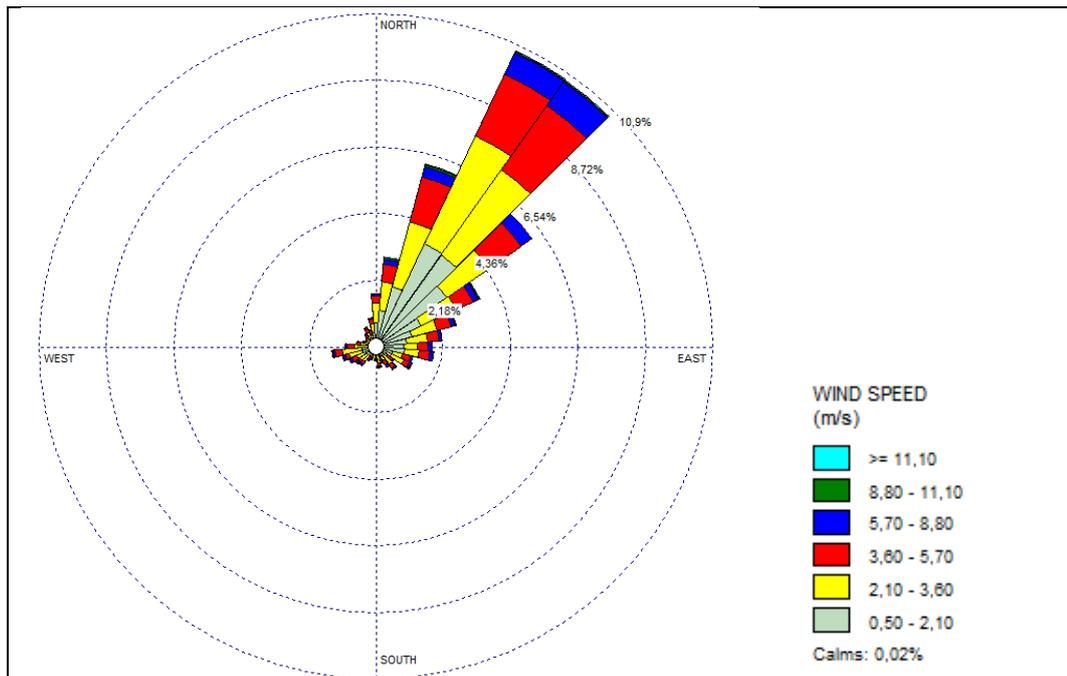 NORTH
10,9%
8,72%
6,54%
4,36%
2,18%
WEST
EAST
SOUTH
WIND SPEED
(m/s)
>= 11,10
8,80 - 11,10
5,70 - 8,80
3,60 - 5,70
2,10 - 3,60
0,50 - 2,10
Calms: 0,02%